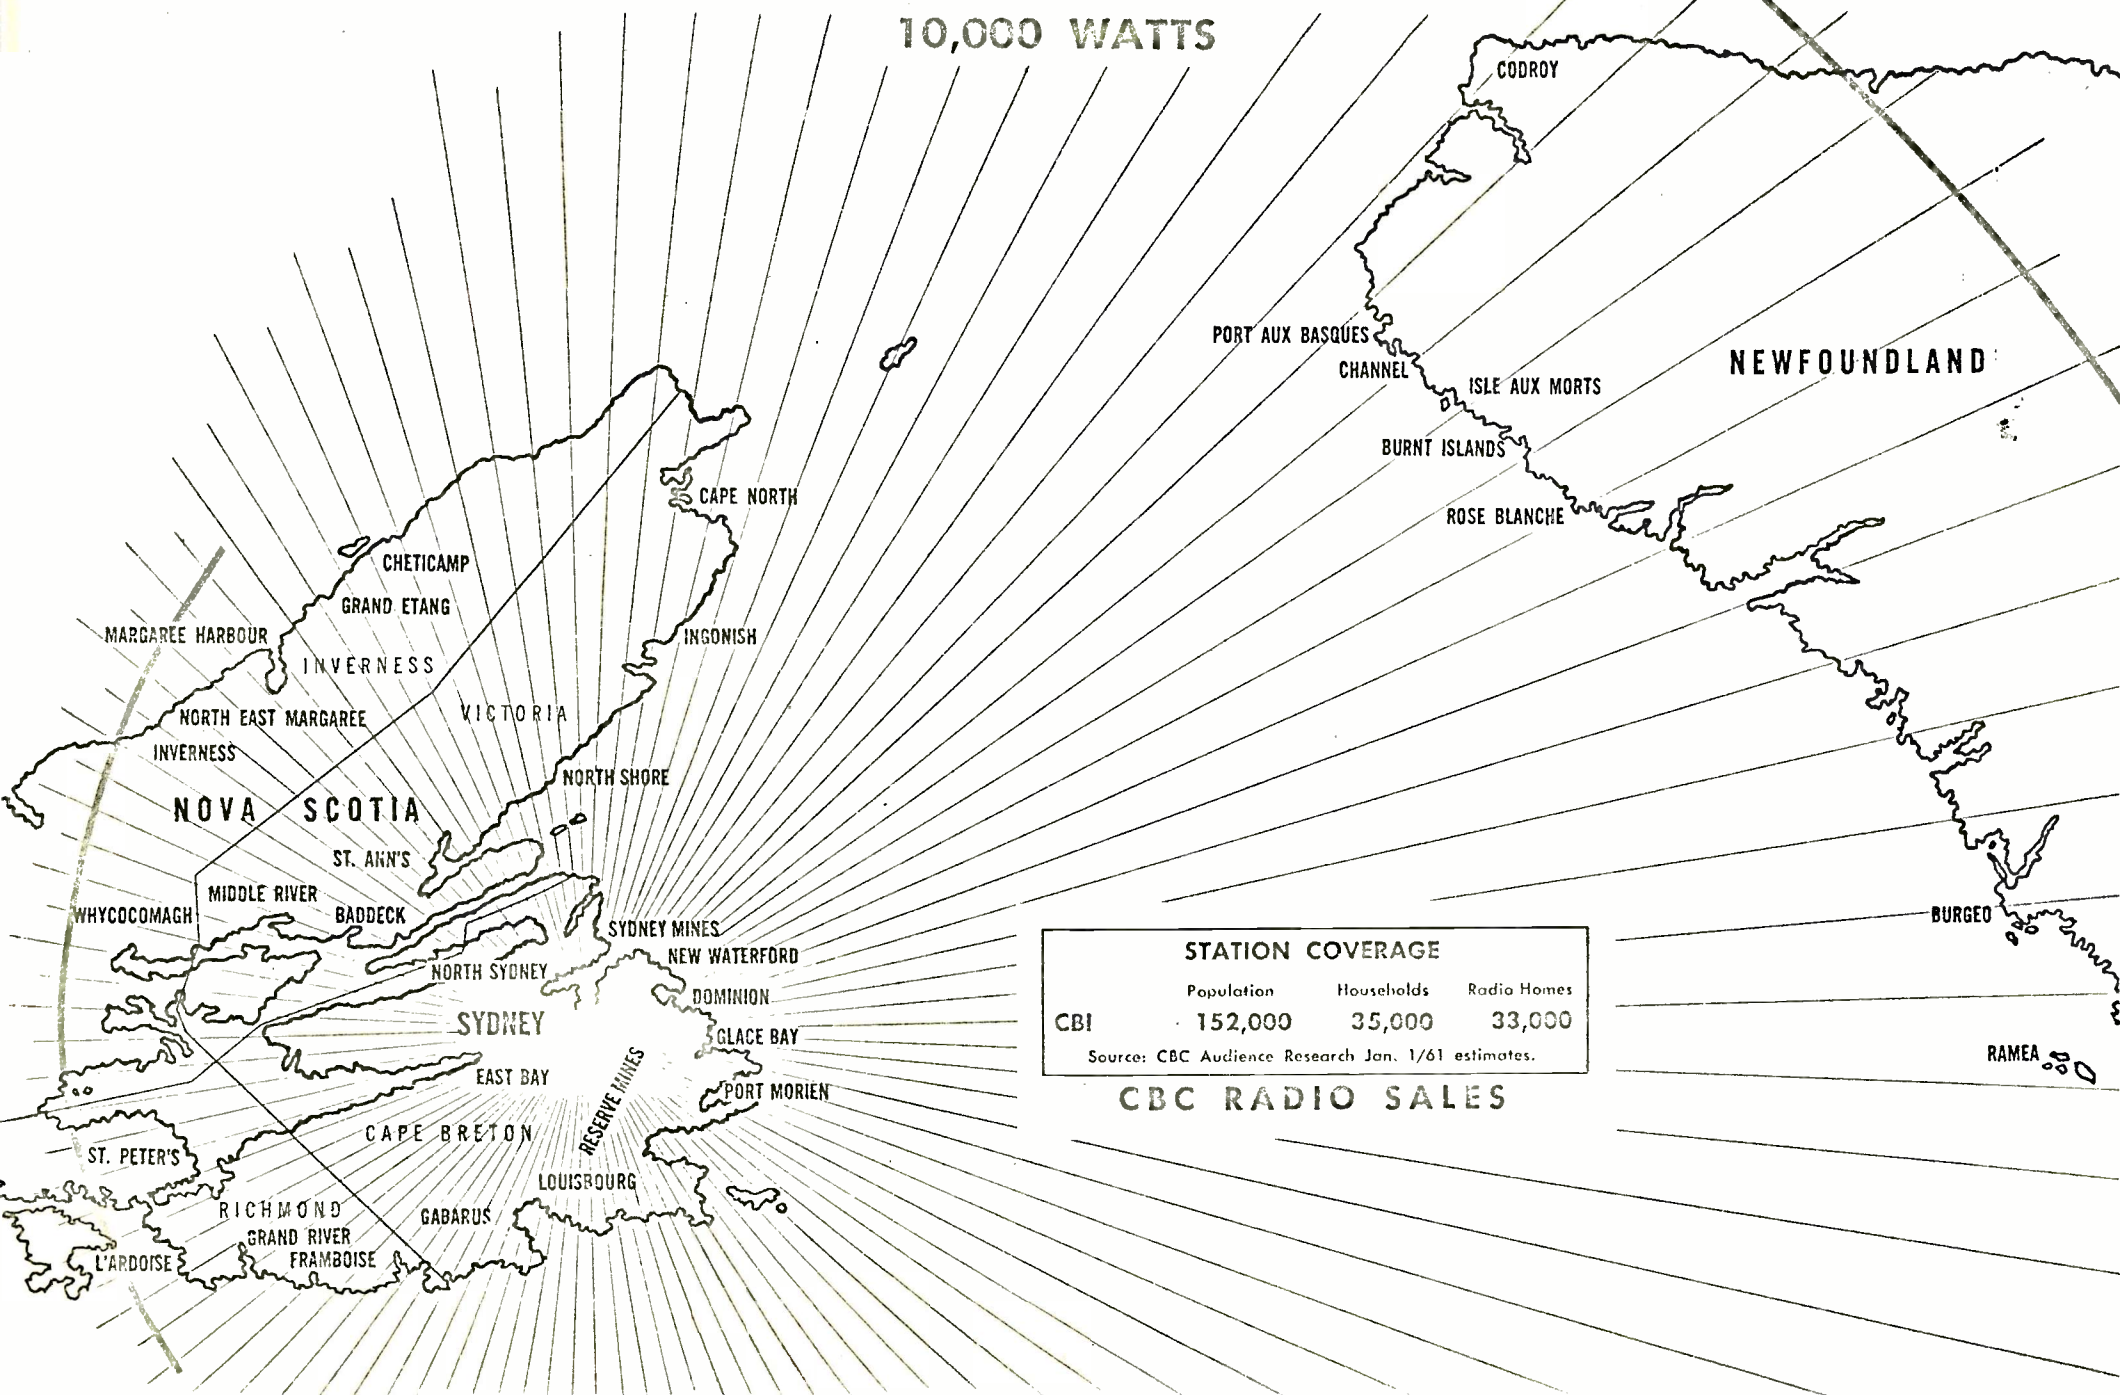 10,000 WATTS
CODROY
PORT AUX BASQUES
CHANNEL
NEWFOUNDLAND
ISLE AUX MORTS
BURNT ISLANDS
CAPE NORTH
ROSE BLANCHE
CHETICAMP
GRAND ETANG
MARGAREE HARBOUR
INGONISH
INVERNESS
VICTORIA
NORTH EAST MARGAREE
INVERNESS
NORTH SHORE
NOVA SCOTIA
ST. ANN'S
MIDDLE RIVER
WHYCOCOMAGH
BADDECK
BURGEO
SYDNEY MINES
NEW WATERFORD
NORTH SYDNEY
DOMINION
SYDNEY
GLACE BAY
STATION COVERAGE
Population Households Radio Homes
CBI 152,000 35,000 33,000
Source: CBC Audience Research Jan. 1/61 estimates.
CBC RADIO SALES
RAMEA
EAST BAY
PORT MORIEN
RESERVE MINES
CAPE BRETON
ST. PETER'S
LOUISBOURG
RICHMOND
GABARUS
GRAND RIVER
FRAMBOISE
L'ARDOISE